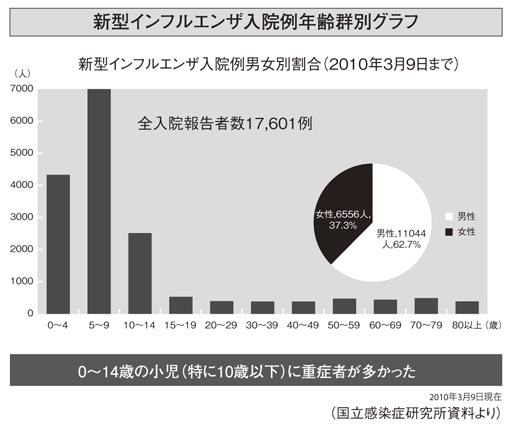 新型インフルエンザ入院例年齢群別グラフ
新型インフルエンザ入院例男女別割合（2010年3月9日まで）
（人）
7000
6000
5000
4000
3000
2000
1000
0
全入院報告者数17,601例
女性,6556人,
37.3%
男性,11044
人,62.7%
男性
女性
0〜4 5〜9 10〜14 15〜19 20〜29 30〜39 40〜49 50〜59 60〜69 70〜79 80以上（歳）
0〜14歳の小児（特に10歳以下）に重症者が多かった
2010年3月9日現在
（国立感染症研究所資料より）